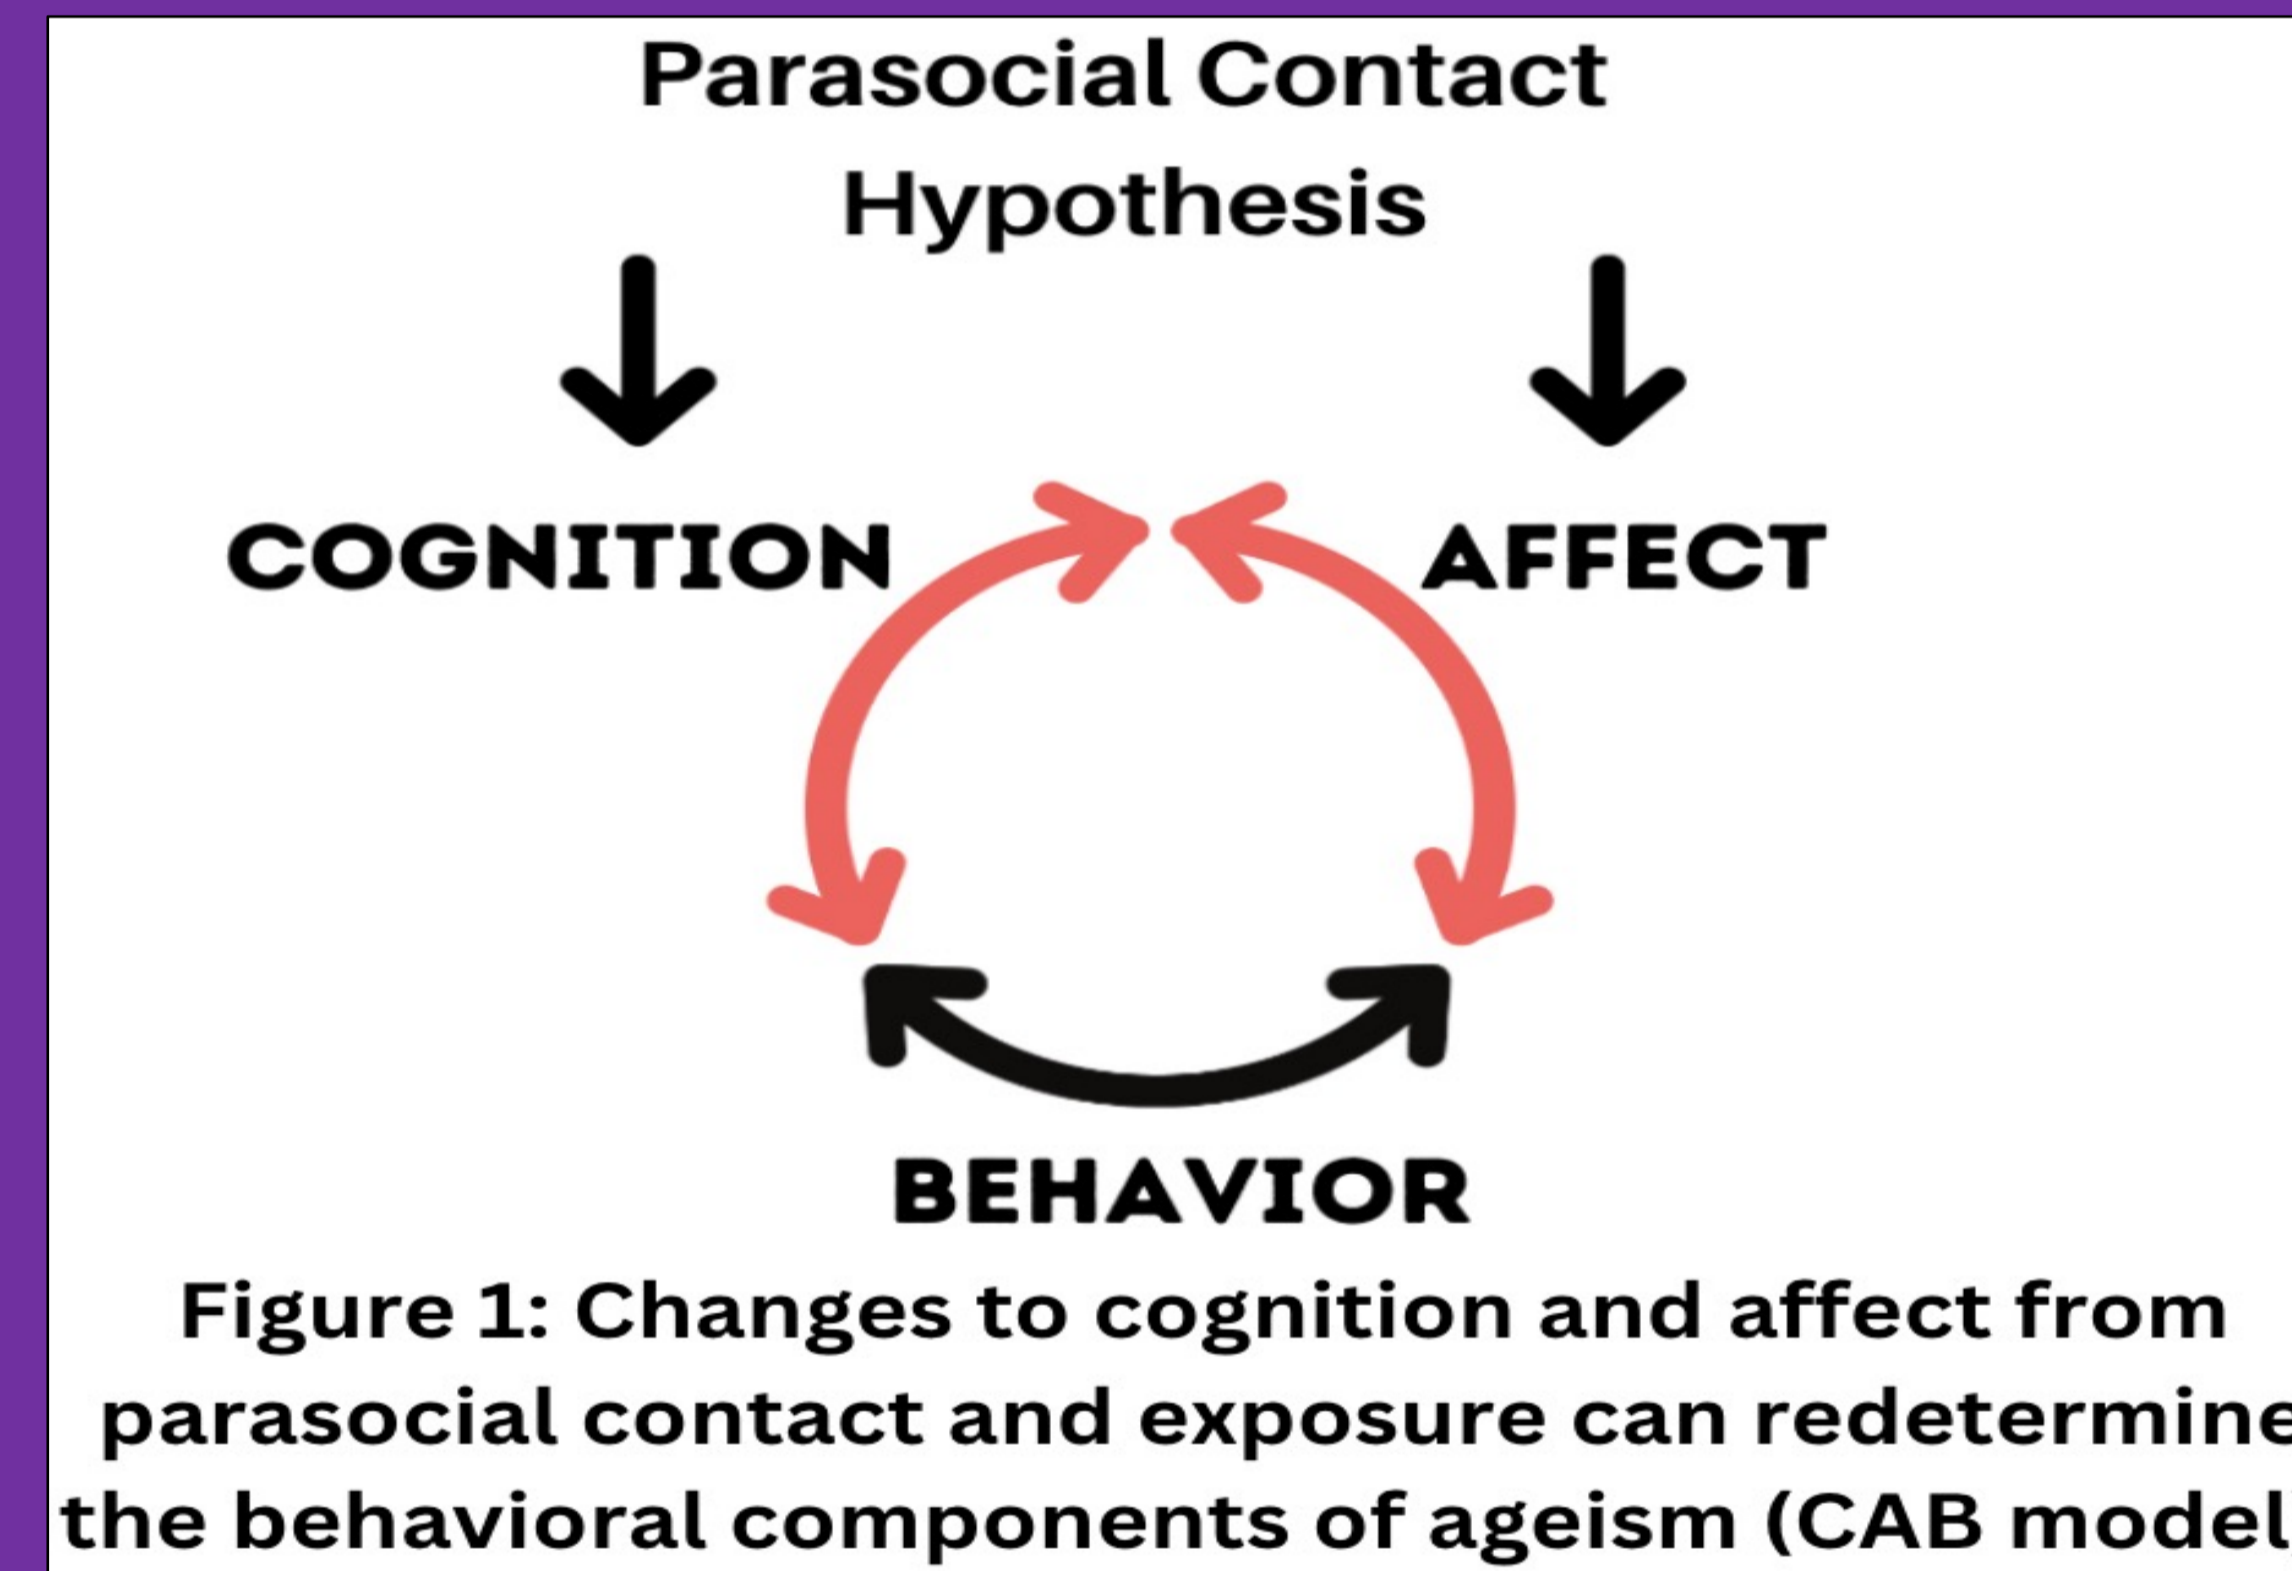 Parasocial Contact
Hypothesis
COGNITION
AFFECT
BEHAVIOR
Figure 1: Changes to cognition and affect from
parasocial contact and exposure can redetermine
the behavioral components of ageism (CAB model)